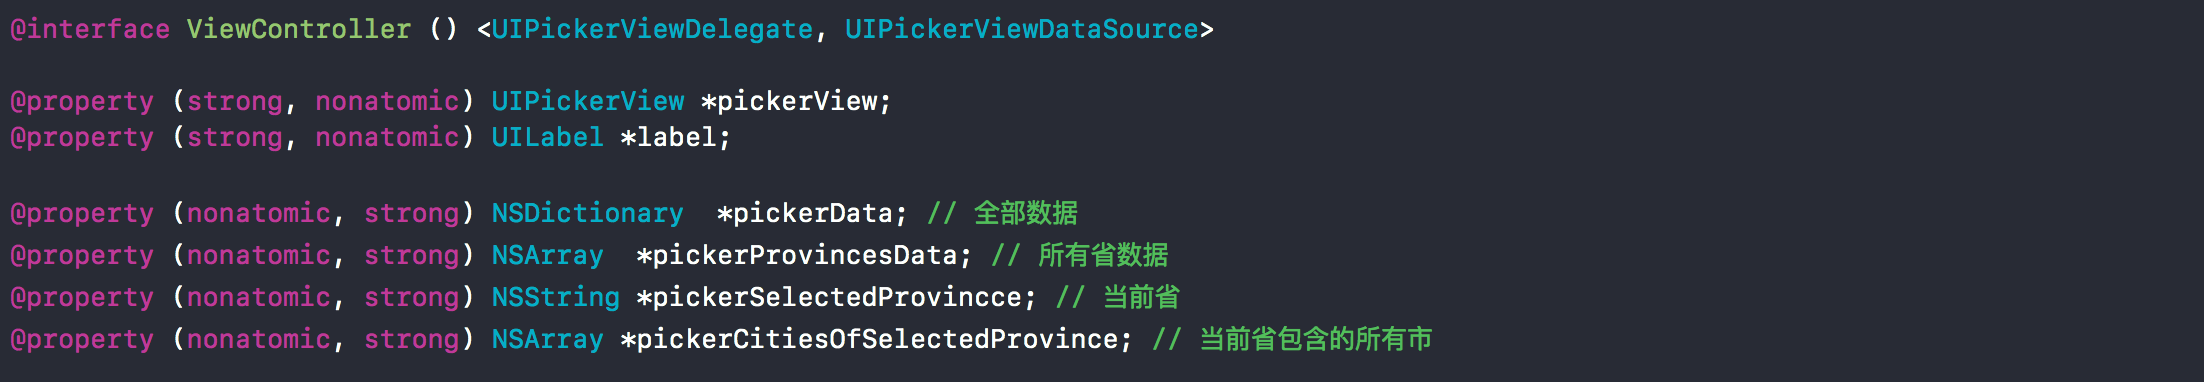 @interface ViewController () <UIPickerViewDelegate, UIPickerViewDataSource>
@property (strong, nonatomic) UIPickerView *pickerView;
@property (strong, nonatomic) UILabel *label;
@property (nonatomic, strong) NSDictionary  *pickerData; // 全部数据
@property (nonatomic, strong) NSArray  *pickerProvincesData; // 所有省数据
@property (nonatomic, strong) NSString *pickerSelectedProvincce; // 当前省
@property (nonatomic, strong) NSArray *pickerCitiesOfSelectedProvince; // 当前省包含的所有市